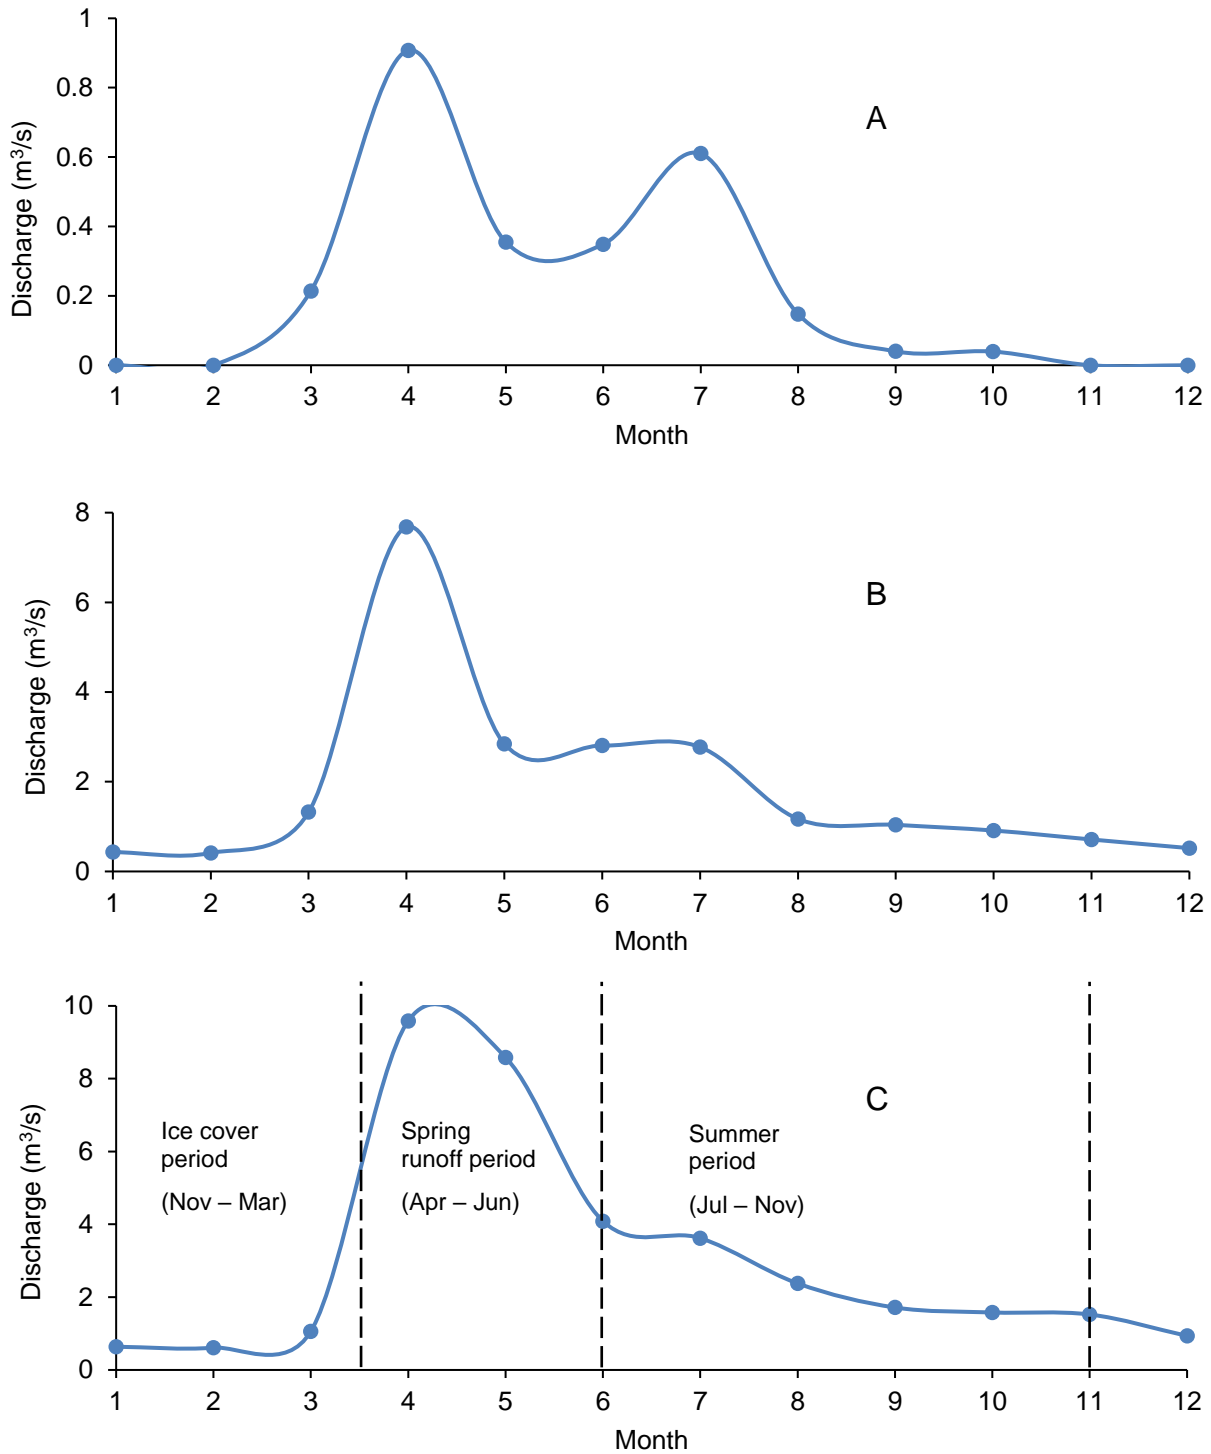 1
0.8
0.6
0.4
0.2
0
Discharge (m³/s)
A
1 2 3 4 5 6 7 8 9 10 11 12
Month
8
6
4
2
0
Discharge (m³/s)
B
1 2 3 4 5 6 7 8 9 10 11 12
Month
10
8
6
4
2
0
Discharge (m³/s)
C
Ice cover
period
(Nov – Mar)
Spring
runoff period
(Apr – Jun)
Summer
period
(Jul – Nov)
1 2 3 4 5 6 7 8 9 10 11 12
Month